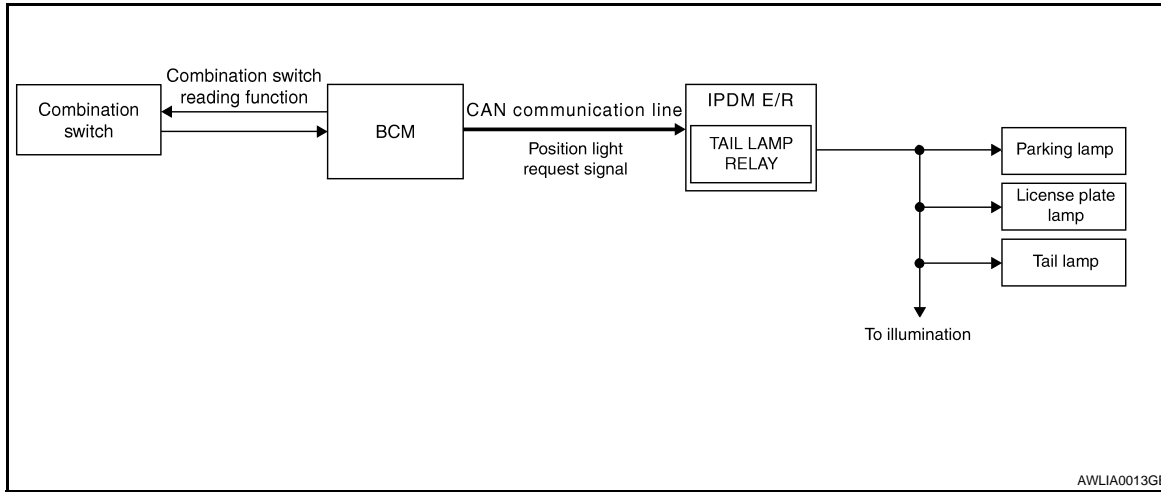 Combination switch
reading function
Combination
switch
BCM
CAN communication line
Position light
request signal
IPDM E/R
TAIL LAMP
RELAY
Parking lamp
License plate
lamp
Tail lamp
To illumination